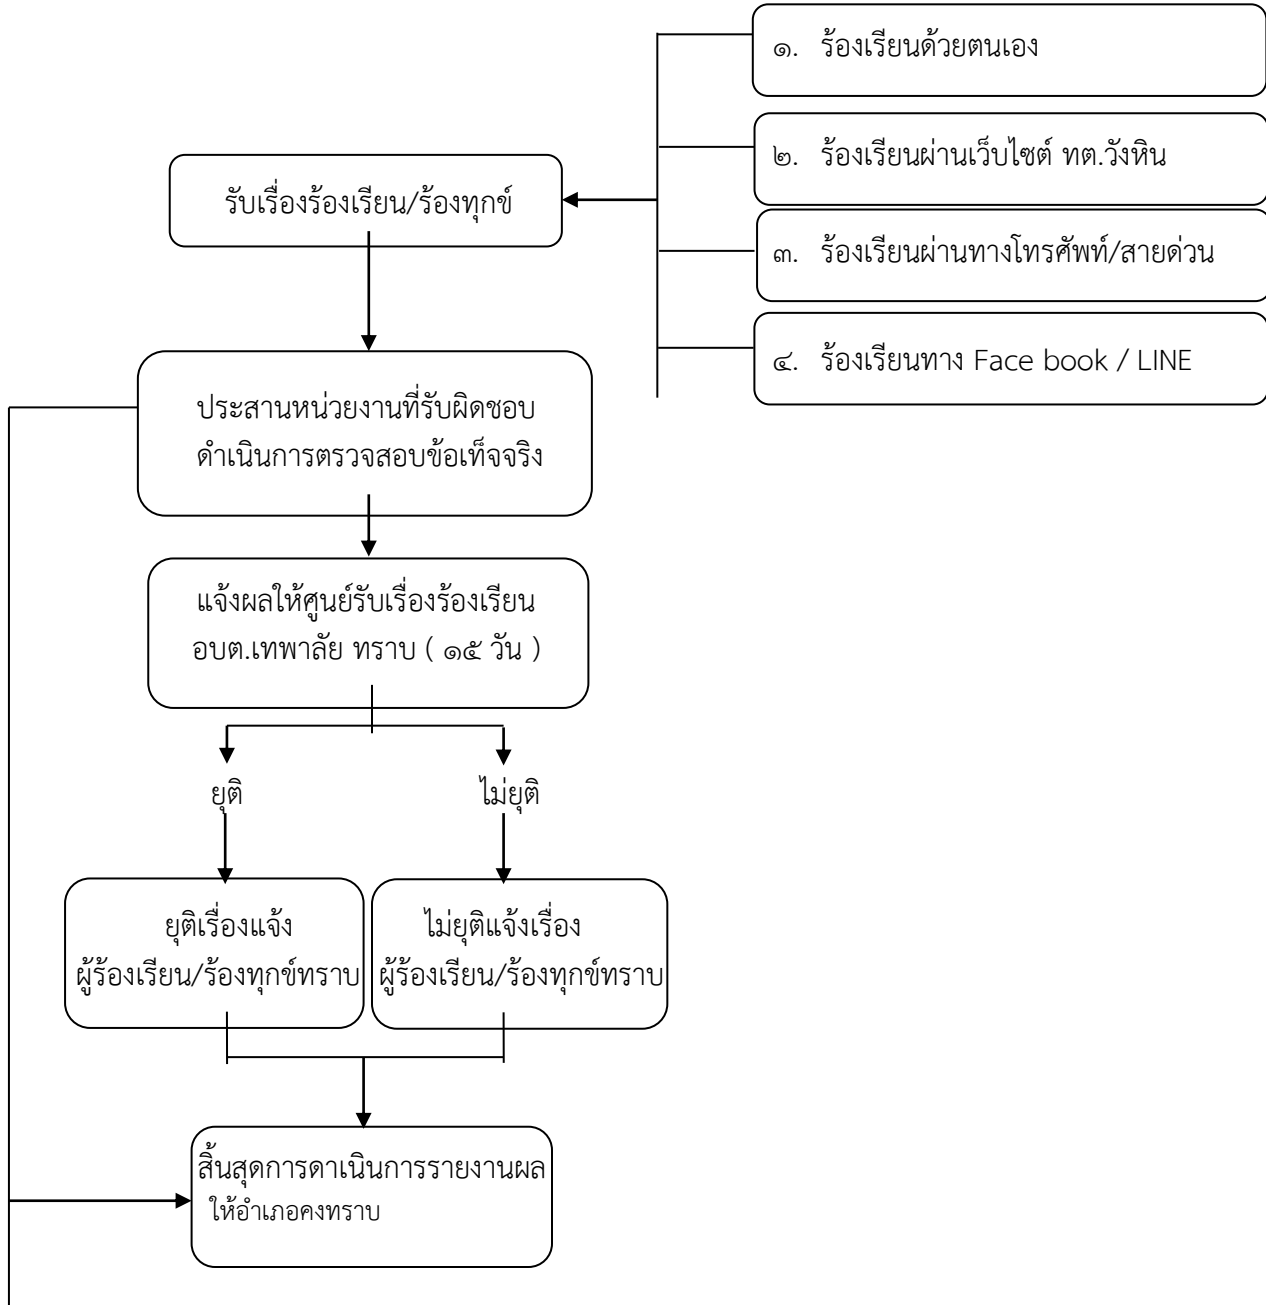 ๑. ร้องเรียนด้วยตนเอง
๒. ร้องเรียนผ่านเว็บไซต์ ทต.วังหิน
รับเรื่องร้องเรียน/ร้องทุกข์
๓. ร้องเรียนผ่านทางโทรศัพท์/สายด่วน
๔. ร้องเรียนทาง Face book / LINE
ประสานหน่วยงานที่รับผิดชอบ
ดำเนินการตรวจสอบข้อเท็จจริง
แจ้งผลให้ศูนย์รับเรื่องร้องเรียน
อบต.เทพาลัย ทราบ ( ๑๕ วัน )
ยุติ
ไม่ยุติ
ยุติเรื่องแจ้ง
ผู้ร้องเรียน/ร้องทุกข์ทราบ
ไม่ยุติแจ้งเรื่อง
ผู้ร้องเรียน/ร้องทุกข์ทราบ
สิ้นสุดการดาเนินการรายงานผล
ให้อำเภอคงทราบ